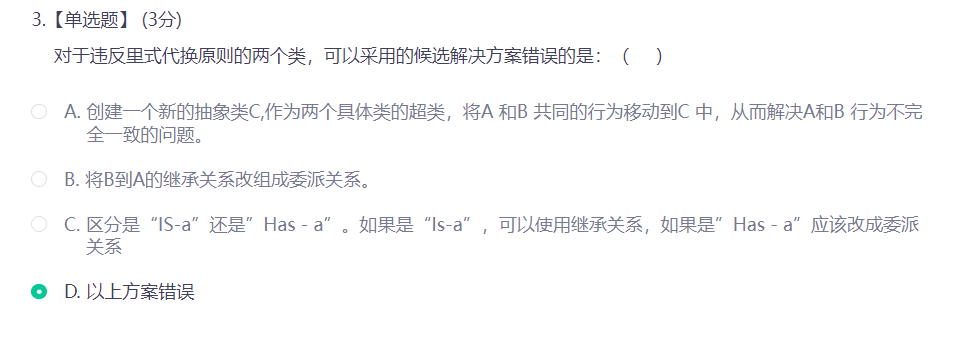 3.【单选题】 (3分)
对于违反里式代换原则的两个类，可以采用的候选解决方案错误的是：（　）
A. 创建一个新的抽象类C,作为两个具体类的超类，将A 和B 共同的行为移动到C 中，从而解决A和B 行为不完
全一致的问题。
B. 将B到A的继承关系改组成委派关系。
C. 区分是“IS-a”还是”Has - a”。如果是“Is-a”，可以使用继承关系，如果是”Has - a”应该改成委派
关系
D. 以上方案错误